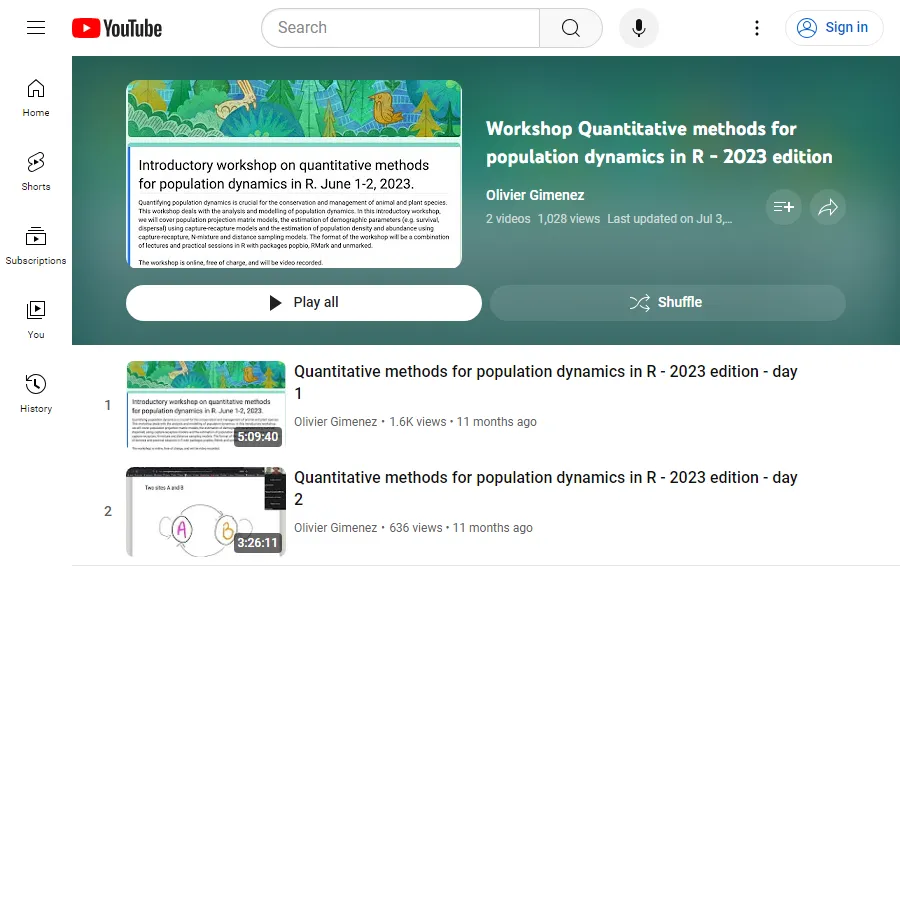 YouTube
Search
Sign in
Home
Shorts
Subscriptions
You
History
Introductory workshop on quantitative methods
for population dynamics in R. June 1-2, 2023.
Quantifying population dynamics is crucial for the conservation and management of animal and plant species.
This workshop deals with the analysis and modelling of population dynamics. In this introductory workshop,
we will cover population projection matrix models, the estimation of demographic parameters (e.g. survival,
dispersal) using capture-recapture models and the estimation of population density and abundance using
capture-recapture, N-mixture and distance sampling models. The format of the workshop will be a combination
of lectures and practical sessions in R with packages popbio, RMark and unmarked.
The workshop is online, free of charge, and will be video recorded.
Workshop Quantitative methods for
population dynamics in R - 2023 edition
Olivier Gimenez
2 videos 1,028 views Last updated on Jul 3,...
Play all
Shuffle
1
Introductory workshop on quantitative methods
for population dynamics in R. June 1-2, 2023.
5:09:40
Quantitative methods for population dynamics in R - 2023 edition - day
1
Olivier Gimenez • 1.6K views • 11 months ago
2
Two sites A and B
A
B
3:26:11
Quantitative methods for population dynamics in R - 2023 edition - day
2
Olivier Gimenez • 636 views • 11 months ago